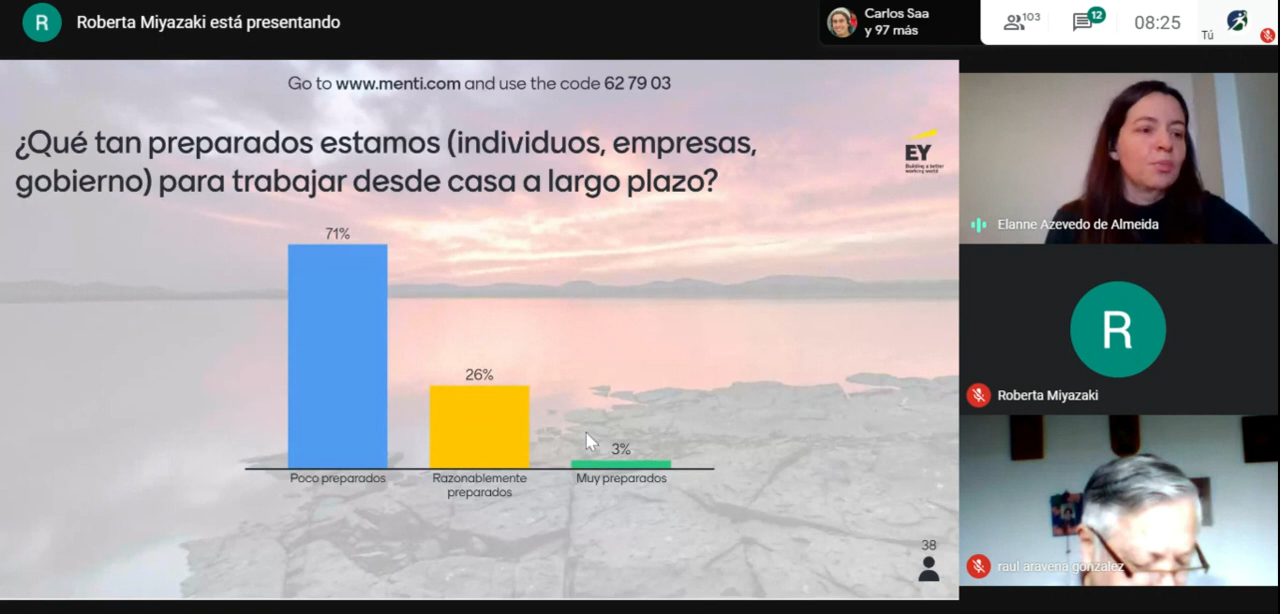 R
Roberta Miyazaki está presentando
Carlos Saa
y 97 más
103
12
08:25
Tú
Go to www.menti.com and use the code 62 79 03
¿Qué tan preparados estamos (individuos, empresas,
gobierno) para trabajar desde casa a largo plazo?
EY
Building a better
working world
71%
26%
3%
Poco preparados
Razonablemente
preparados
Muy preparados
38
Elanne Azevedo de Almeida
R
Roberta Miyazaki
raul aravena gonzalez